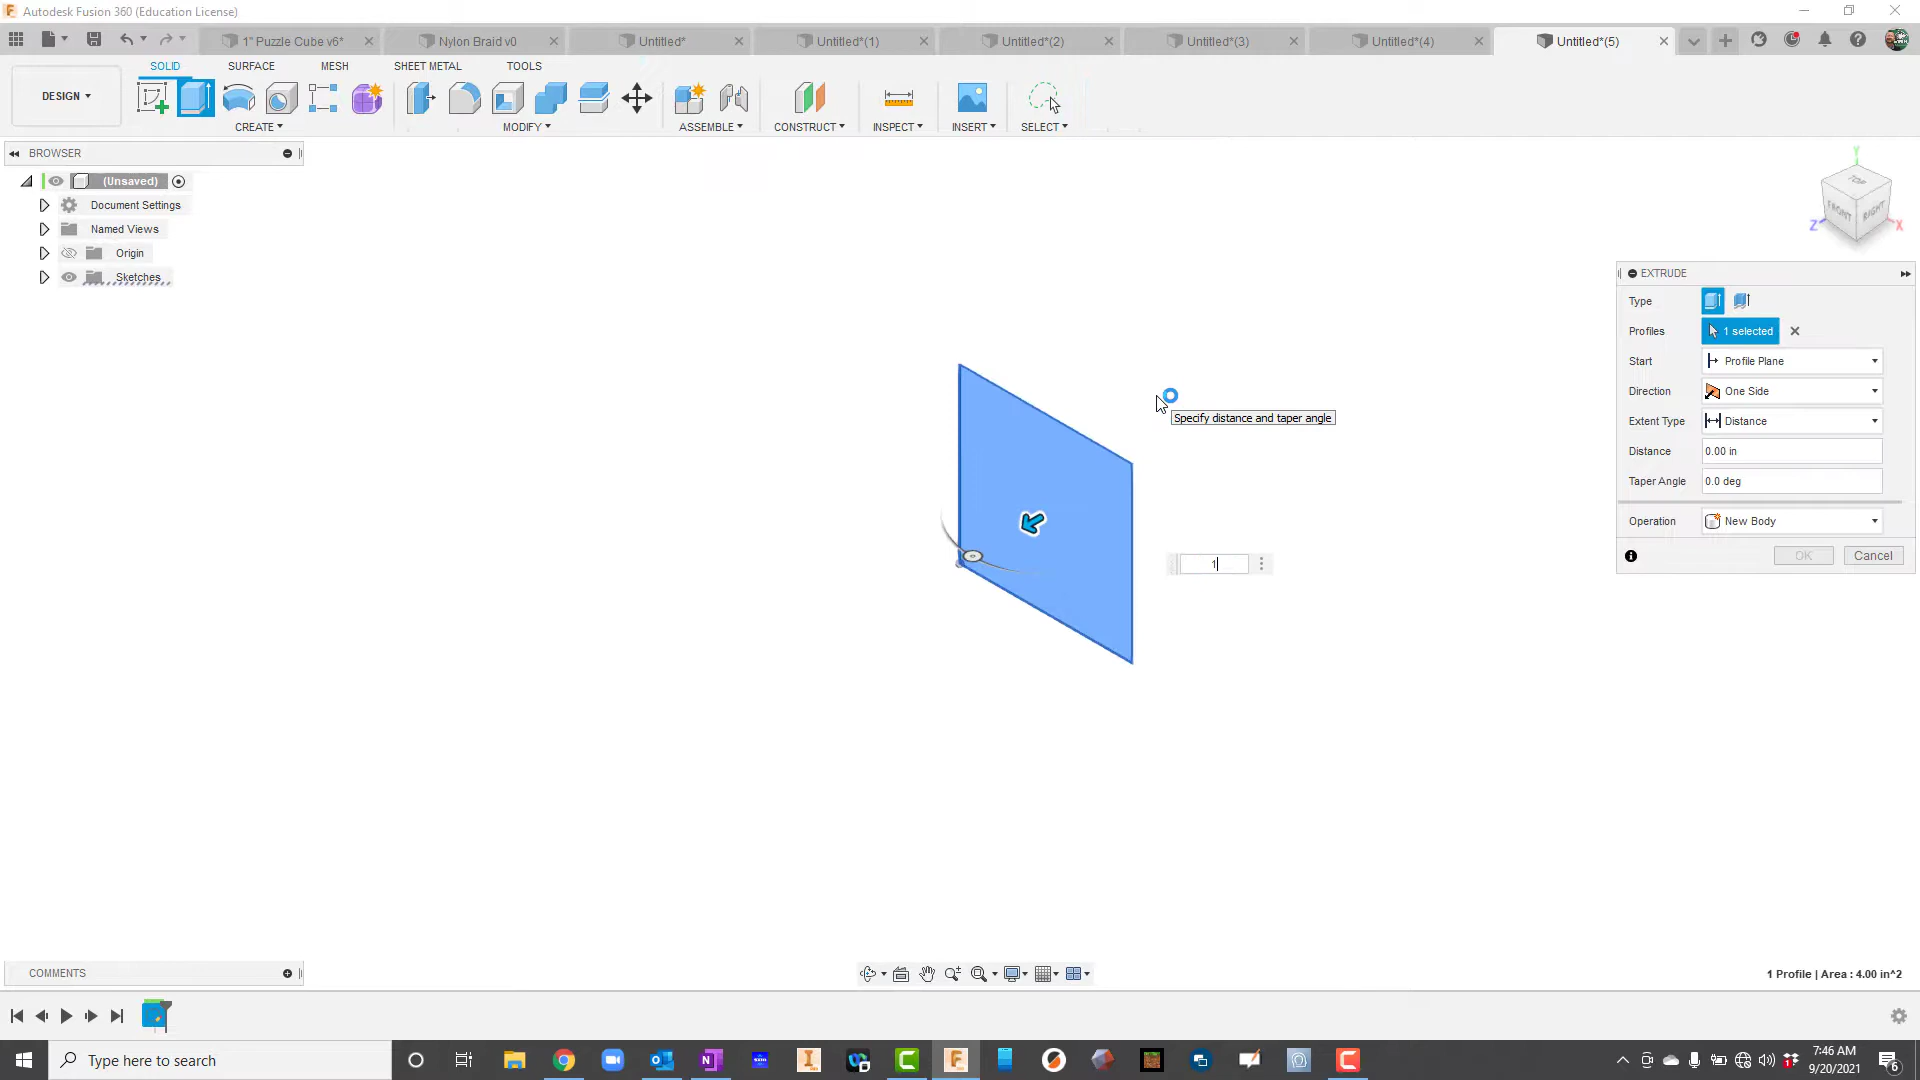 Autodesk Fusion 360 (Education License)
1" Puzzle Cube v6*
Nylon Braid v0
Untitled*
Untitled*(1)
Untitled*(2)
Untitled*(3)
Untitled*(4)
Untitled*(5)
SOLID
SURFACE
MESH
SHEET METAL
TOOLS
DESIGN
CREATE
MODIFY
ASSEMBLE
CONSTRUCT
INSPECT
INSERT
SELECT
BROWSER
(Unsaved)
Document Settings
Named Views
Origin
Sketches
Y
TOP
FRONT
RIGHT
Z
X
EXTRUDE
Type
Profiles
1 selected
Start
Profile Plane
Direction
One Side
Extent Type
Distance
Distance
0.00 in
Taper Angle
0.0 deg
Operation
New Body
OK
Cancel
Specify distance and taper angle
1
COMMENTS
1 Profile | Area : 4.00 in^2
Type here to search
7:46 AM
9/20/2021
6